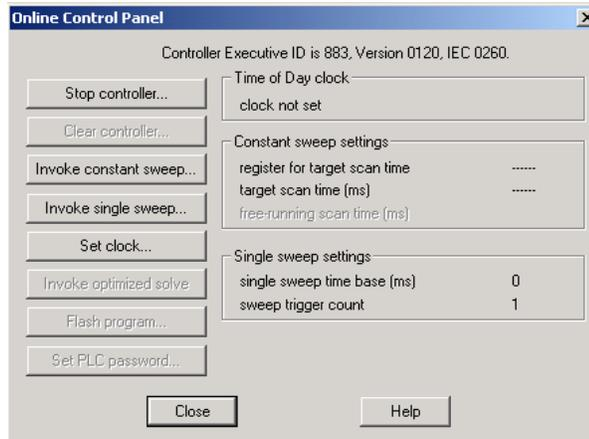 Online Control Panel
Controller Executive ID is 883, Version 0120, IEC 0260.
Stop controller...
Clear controller...
Invoke constant sweep...
Invoke single sweep...
Set clock...
Invoke optimized solve
Flash program...
Set PLC password...
Time of Day clock
clock not set
Constant sweep settings
register for target scan time ------
target scan time (ms) ------
free-running scan time (ms)
Single sweep settings
single sweep time base (ms) 0
sweep trigger count 1
Close Help